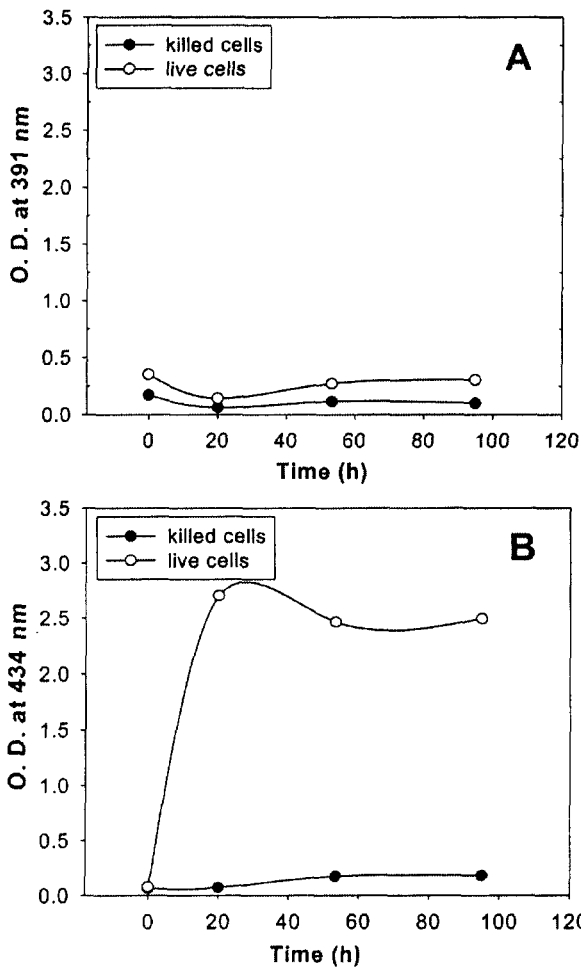 3.5
3.0
2.5
2.0
1.5
1.0
0.5
0.0
O. D. at 391 nm
killed cells
live cells
A
0 20 40 60 80 100 120
Time (h)
3.5
3.0
2.5
2.0
1.5
1.0
0.5
0.0
O. D. at 434 nm
killed cells
live cells
B
0 20 40 60 80 100 120
Time (h)